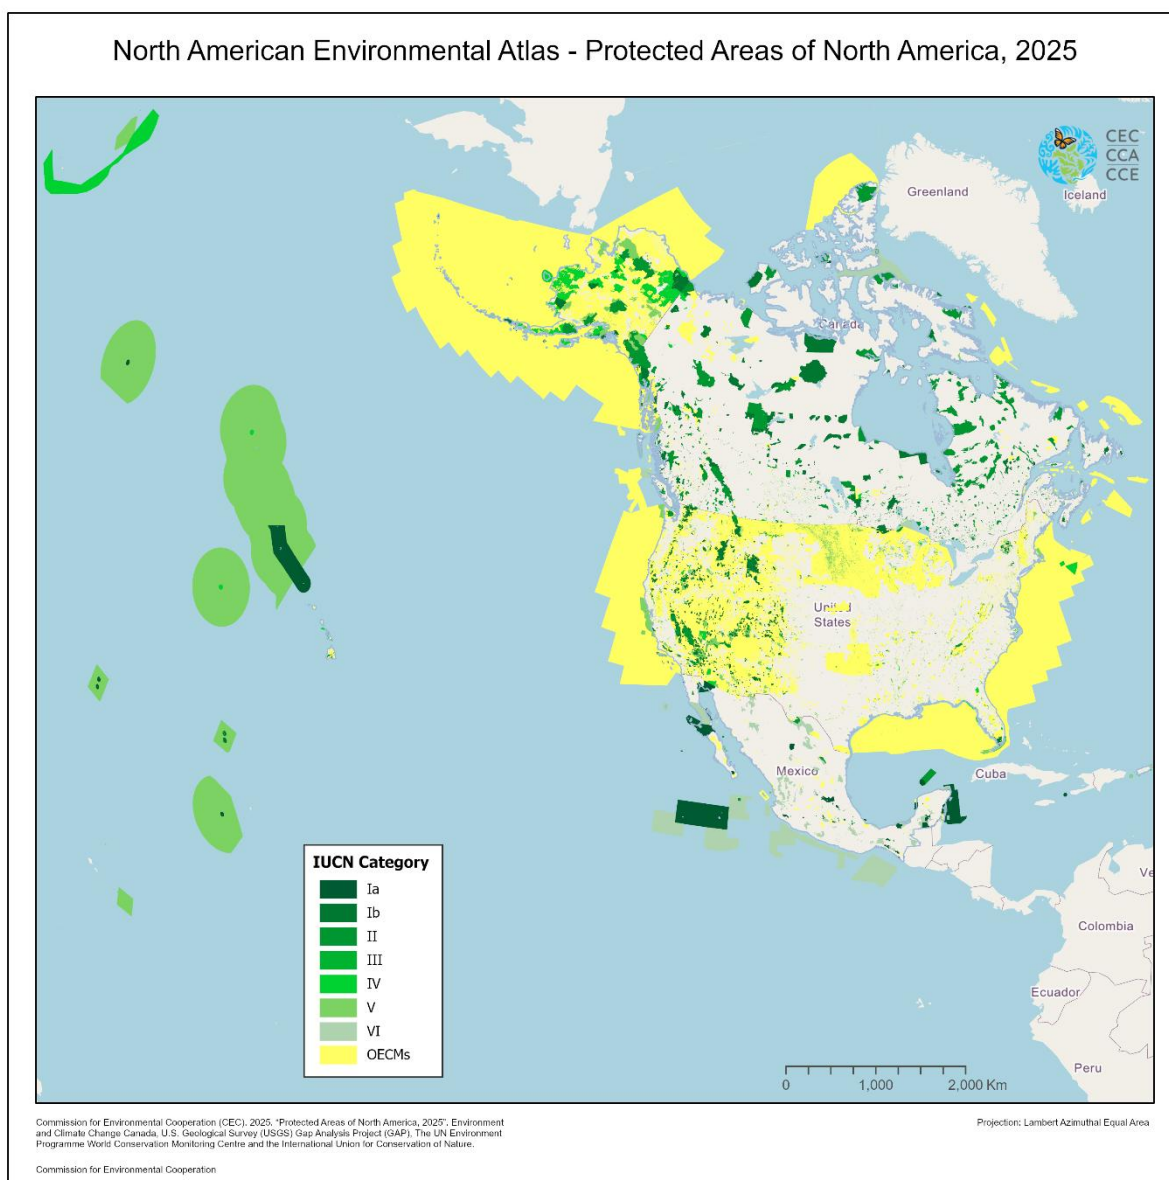 North American Environmental Atlas - Protected Areas of North America, 2025
CEC
CCA
CCE
Greenland
Iceland
Canada
United
States
Mexico
Cuba
Ve
Colombia
Ecuador
Peru
IUCN Category
Ia
Ib
II
III
IV
V
VI
OECMs
0 1,000 2,000 Km
Commission for Environmental Cooperation (CEC). 2025. "Protected Areas of North America, 2025". Environment
and Climate Change Canada, U.S. Geological Survey (USGS) Gap Analysis Project (GAP), The UN Environment
Programme World Conservation Monitoring Centre and the International Union for Conservation of Nature.
Projection: Lambert Azimuthal Equal Area
Commission for Environmental Cooperation